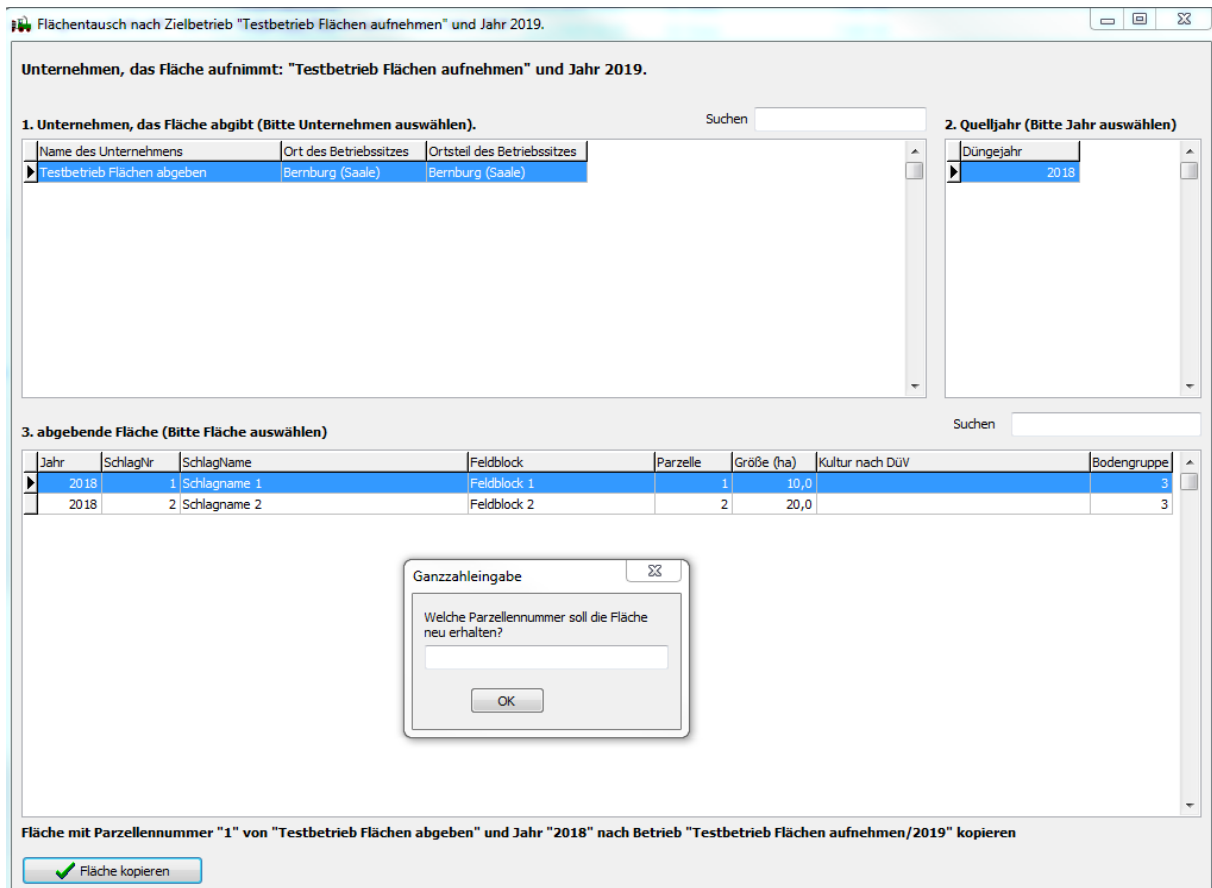 Flächentausch nach Zielbetrieb "Testbetrieb Flächen aufnehmen" und Jahr 2019.
Unternehmen, das Fläche aufnimmt: "Testbetrieb Flächen aufnehmen" und Jahr 2019.
1. Unternehmen, das Fläche abgibt (Bitte Unternehmen auswählen).
Suchen
2. Quelljahr (Bitte Jahr auswählen)
Name des Unternehmens Ort des Betriebssitzes Ortsteil des Betriebssitzes
Düngejahr
Testbetrieb Flächen abgeben Bernburg (Saale) Bernburg (Saale)
2018
3. abgebende Fläche (Bitte Fläche auswählen)
Suchen
Jahr SchlagNr SchlagName Feldblock Parzelle Größe (ha) Kultur nach DüV Bodengruppe
2018 1 Schlagname 1 Feldblock 1 1 10,0 3
2018 2 Schlagname 2 Feldblock 2 2 20,0 3
Ganzzahleingabe
Welche Parzellennummer soll die Fläche
neu erhalten?
OK
Fläche mit Parzellennummer "1" von "Testbetrieb Flächen abgeben" und Jahr "2018" nach Betrieb "Testbetrieb Flächen aufnehmen/2019" kopieren
Fläche kopieren